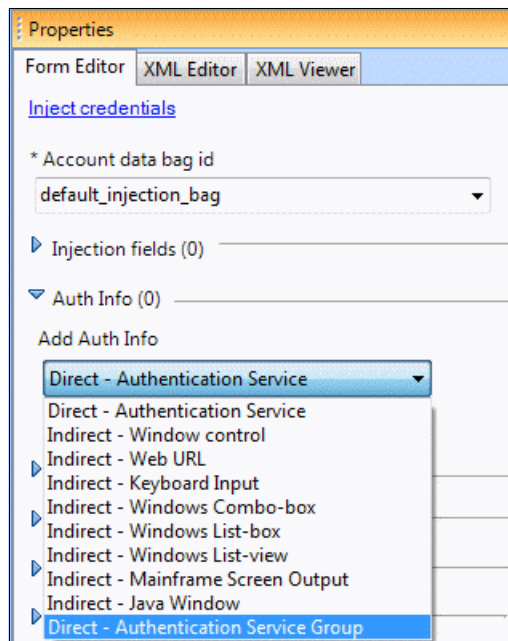 Properties
Form Editor XML Editor XML Viewer
Inject credentials
* Account data bag id
default_injection_bag
Injection fields (0)
Auth Info (0)
Add Auth Info
Direct - Authentication Service
Direct - Authentication Service
Indirect - Window control
Indirect - Web URL
Indirect - Keyboard Input
Indirect - Windows Combo-box
Indirect - Windows List-box
Indirect - Windows List-view
Indirect - Mainframe Screen Output
Indirect - Java Window
Direct - Authentication Service Group